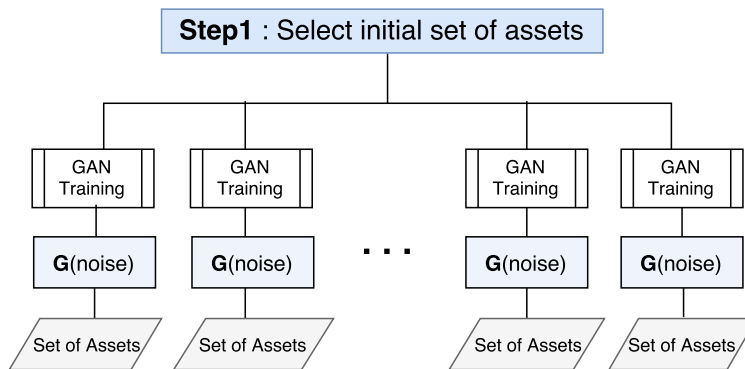 Step1 : Select initial set of assets
GAN
Training
GAN
Training
GAN
Training
GAN
Training
G(noise)
G(noise)
. . .
G(noise)
G(noise)
Set of Assets
Set of Assets
Set of Assets
Set of Assets